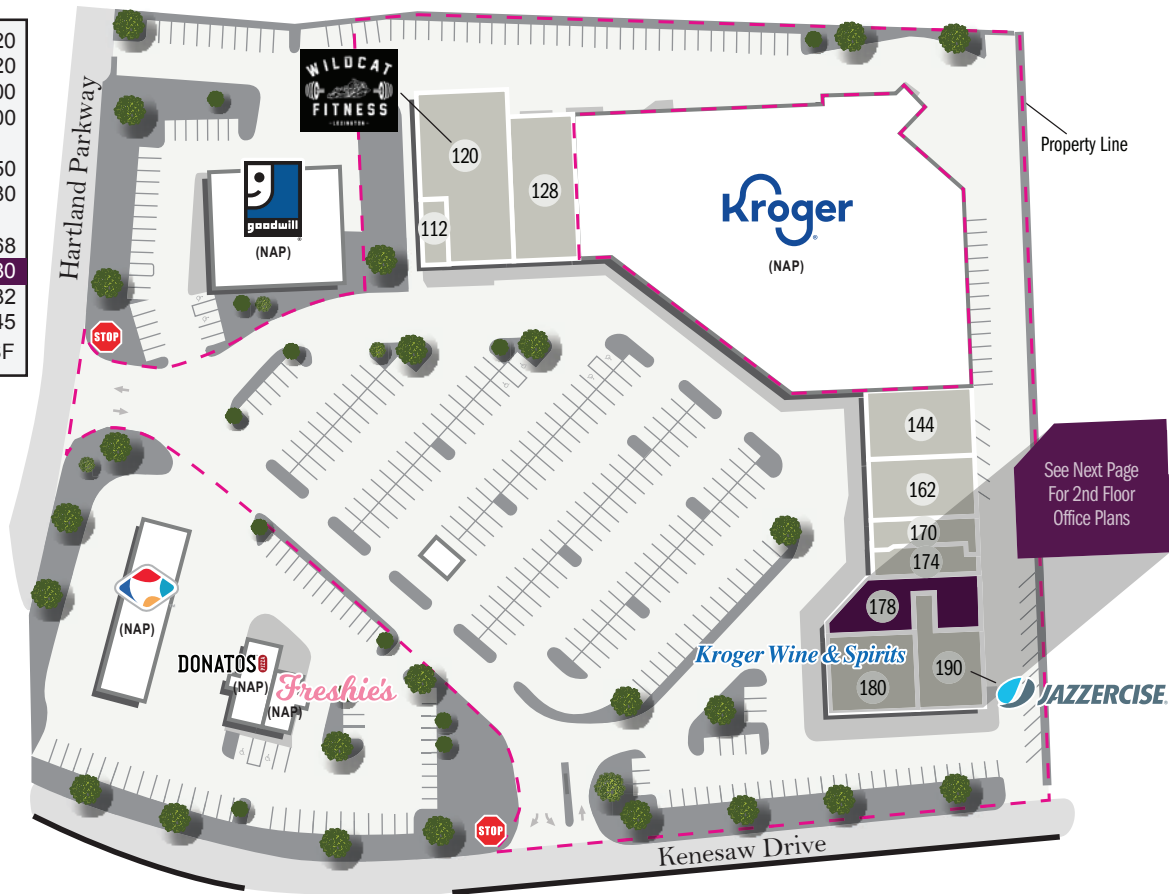 20
20
00
00
50
30
68
30
32
45
SF
Hartland Parkway
WILDCAT
FITNESS
LEXINGTON
120
128
112
goodwill
(NAP)
Kroger
(NAP)
Property Line
STOP
144
162
170
174
178
180
190
See Next Page
For 2nd Floor
Office Plans
Kroger Wine & Spirits
JAZZERCISE
(NAP)
DONATOS
(NAP)
Freshie's
(NAP)
STOP
Kenesaw Drive